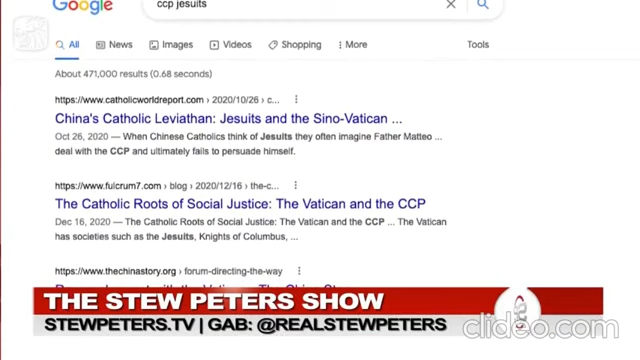 Google
ccp jesuits
All
News
Images
Videos
Shopping
More
Tools
About 471,000 results (0.68 seconds)
https://www.catholicworldreport.com › 2020/10/26 › c...
China's Catholic Leviathan: Jesuits and the Sino-Vatican ...
Oct 26, 2020 — When Chinese Catholics think of Jesuits they often imagine Father Matteo ...
deal with the CCP and ultimately fails to persuade himself.
https://www.fulcrum7.com › blog › 2020/12/16 › the-c...
The Catholic Roots of Social Justice: The Vatican and the CCP
Dec 16, 2020 — The Catholic Roots of Social Justice: The Vatican and the CCP ... The Vatican
has societies such as the Jesuits, Knights of Columbus, ...
https://www.thechinastory.org › forum-directing-the-way
THE STEW PETERS SHOW
STEWPETERS.TV | GAB: @REALSTEWPETERS
clideo.com